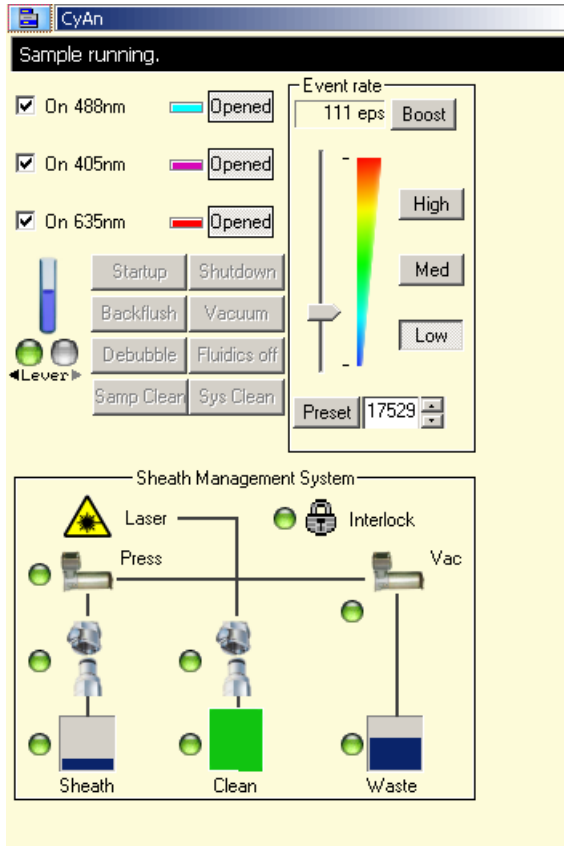 CyAn
Sample running.
On 488nm Opened
On 405nm Opened
On 635nm Opened
Startup Shutdown
Backflush Vacuum
Debubble Fluidics off
Samp Clean Sys Clean
Lever
Event rate
111 eps Boost
High
Med
Low
Preset 17529
Sheath Management System
Laser Interlock
Press Vac
Sheath Clean Waste